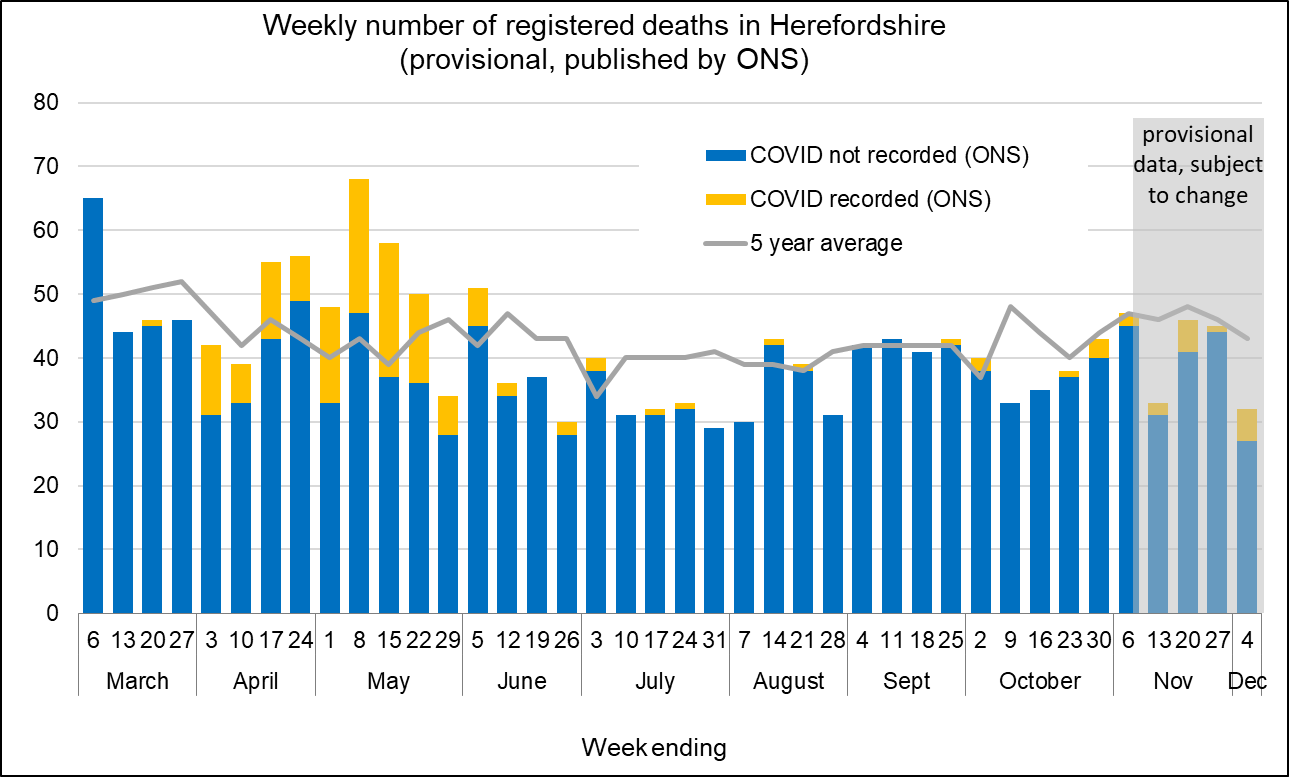 Weekly number of registered deaths in Herefordshire
(provisional, published by ONS)
80
70
60
50
40
30
20
10
0
COVID not recorded (ONS)
COVID recorded (ONS)
5 year average
provisional
data, subject
to change
6 13 20 27 3 10 17 24 1 8 15 22 29 5 12 19 26 3 10 17 24 31 7 14 21 28 4 11 18 25 2 9 16 23 30 6 13 20 27 4
March April May June July August Sept October Nov Dec
Week ending